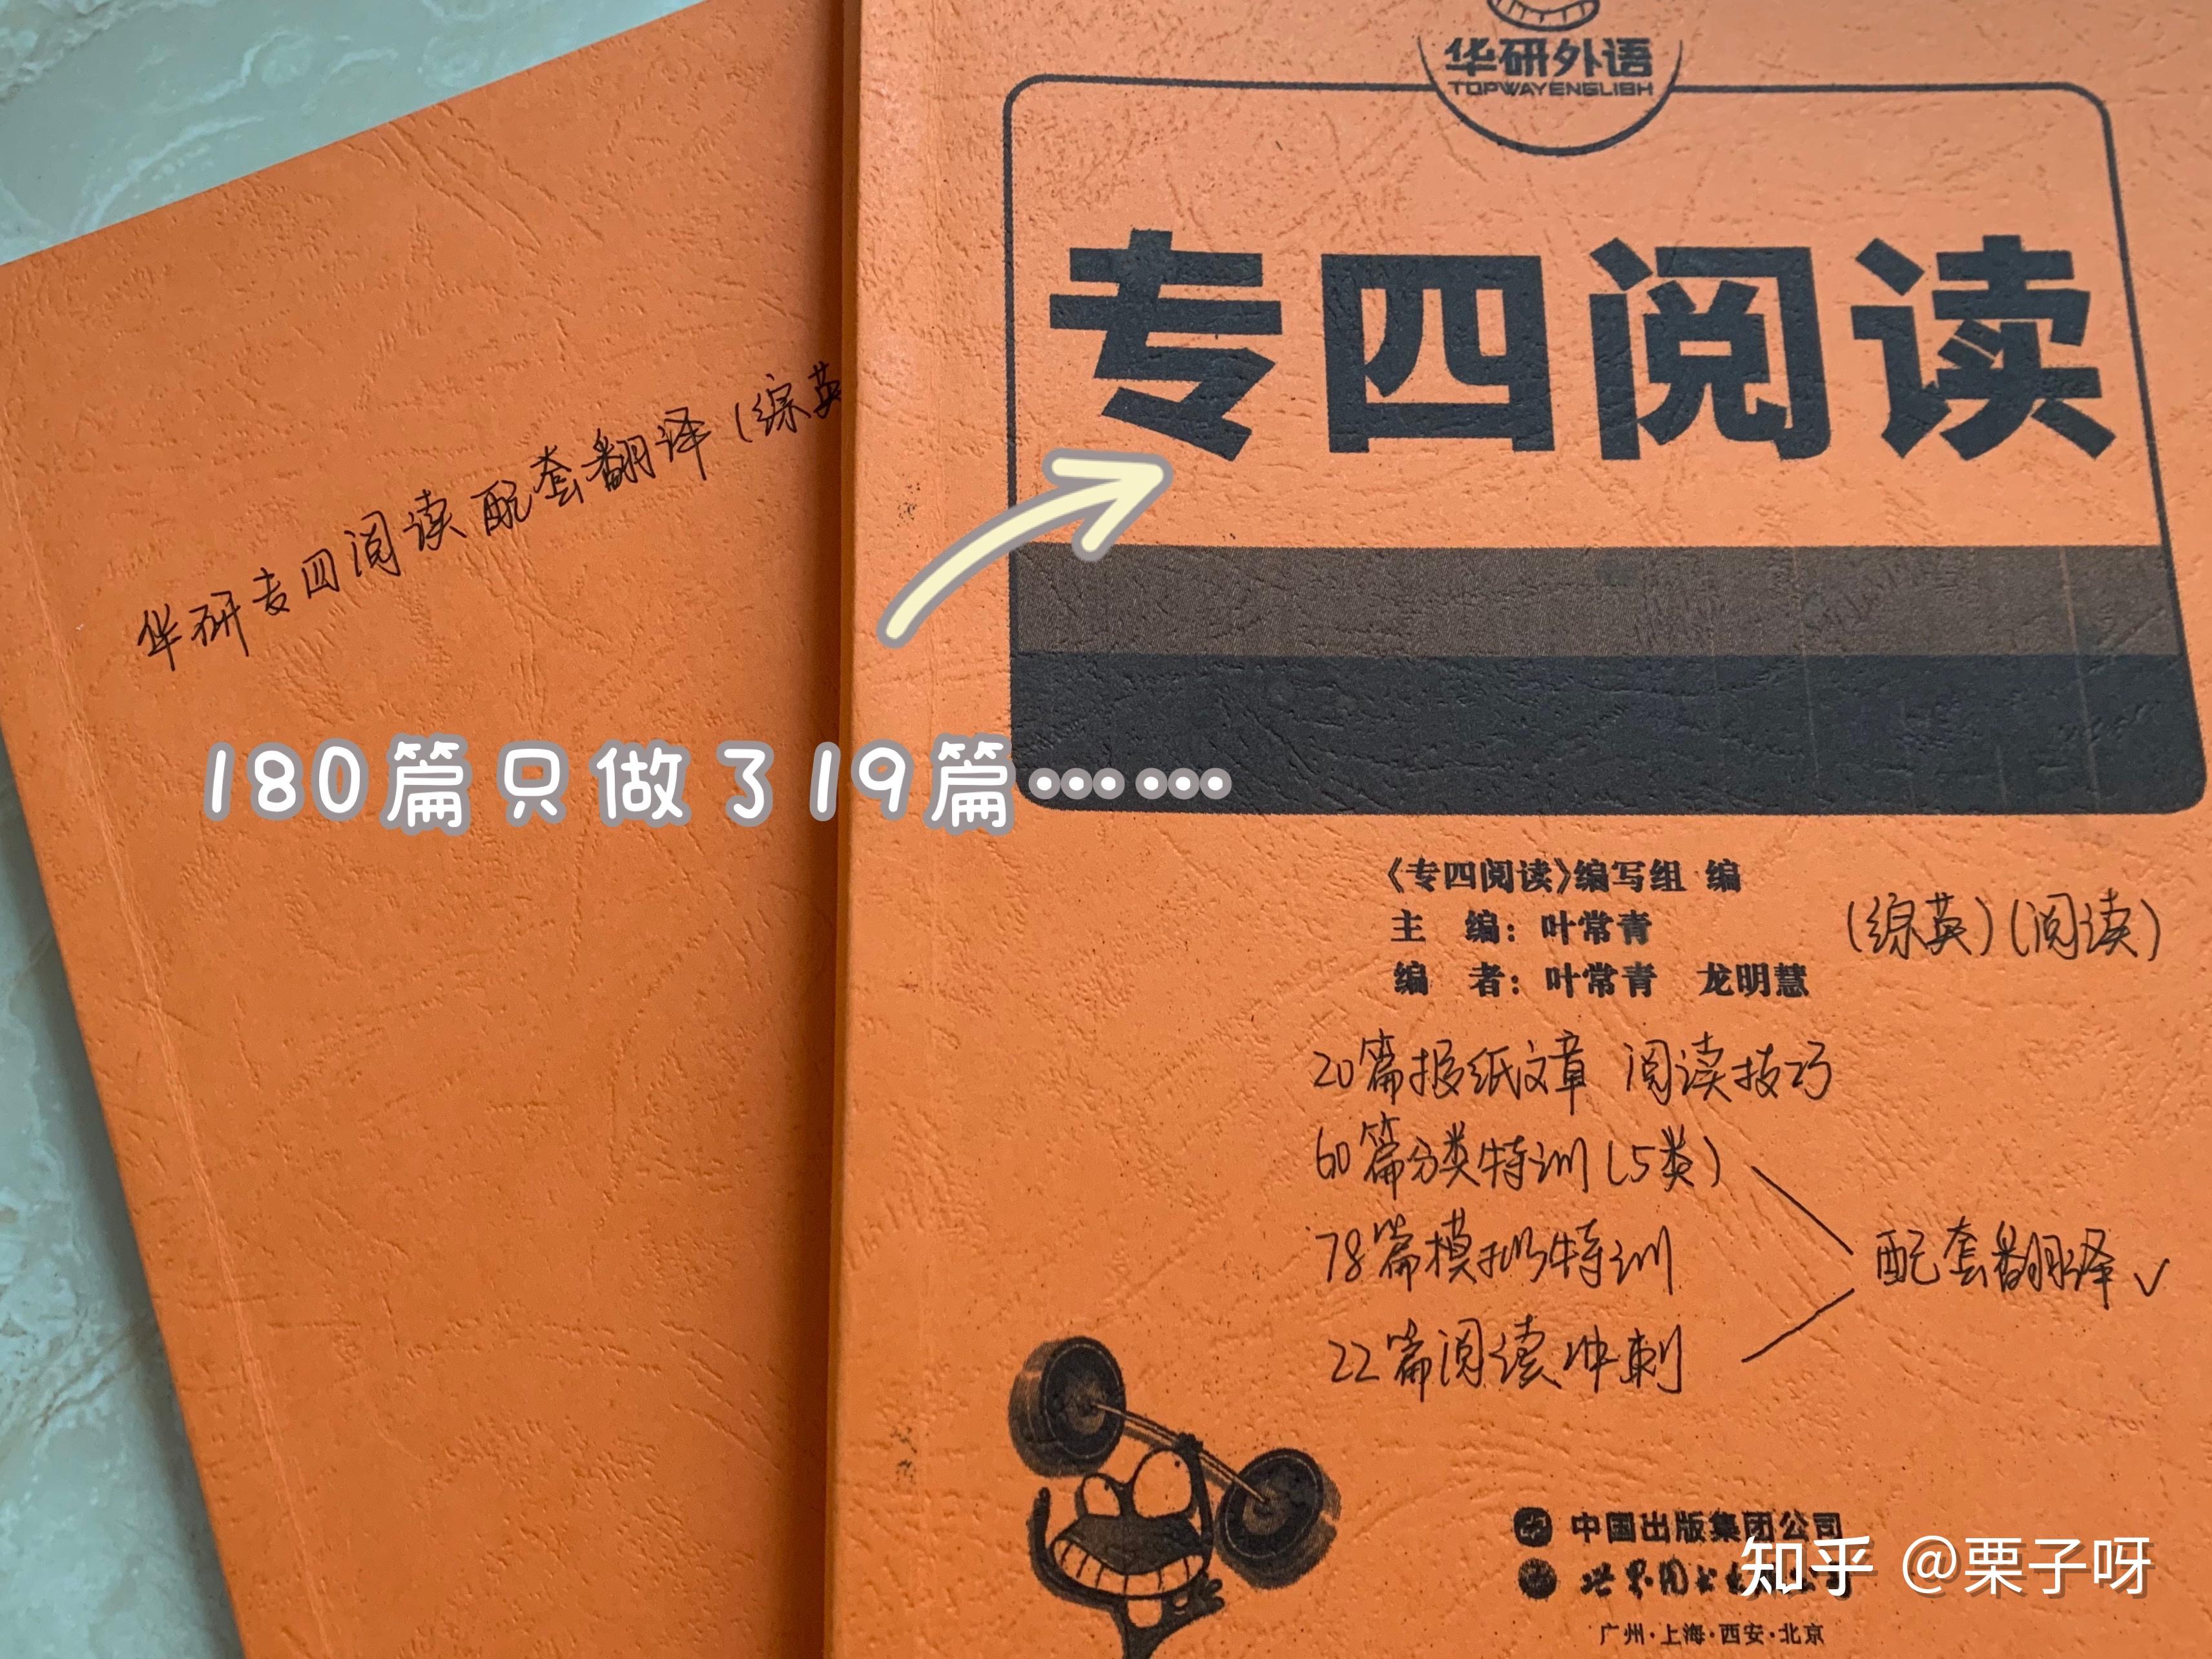 华研外语
TOPWAYENGLISH
专四阅读
华研专四阅读配套翻译(综英
180篇只做了19篇……
《专四阅读》编写组 编
主 编：叶常青
编 者：叶常青 龙明慧
(综英)(阅读)
20篇报纸文章 阅读技巧
60篇分类特训(5类)
78篇模拟特训
配套翻译✓
22篇阅读冲刺
中国出版集团公司
世界图书出
知乎 @栗子呀
广州·上海·西安·北京